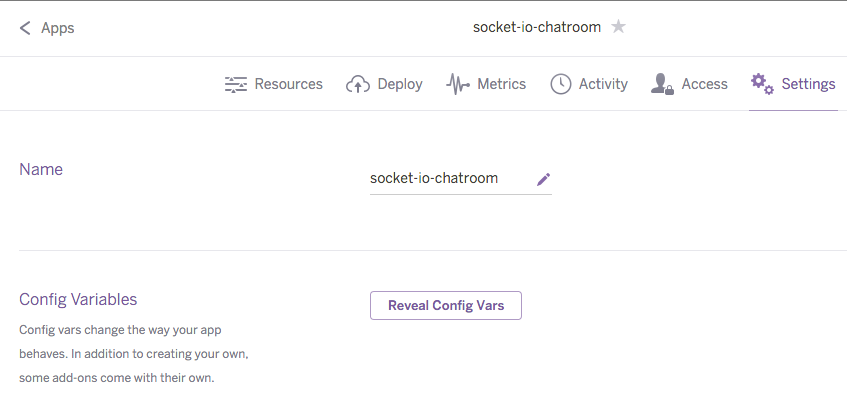 Apps
socket-io-chatroom
Resources Deploy Metrics Activity Access Settings
Name
socket-io-chatroom
Config Variables
Reveal Config Vars
Config vars change the way your app
behaves. In addition to creating your own,
some add-ons come with their own.